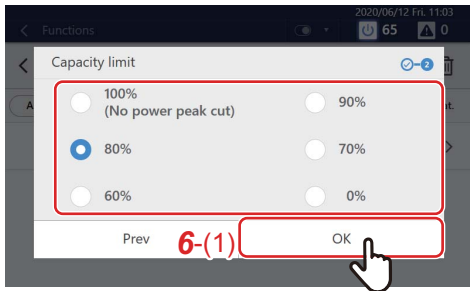 2020/06/12 Fri. 11:03
Functions
65
0
Capacity limit
2
A
100%
(No power peak cut)
90%
nt.
80%
70%
60%
0%
Prev
6-(1)
OK